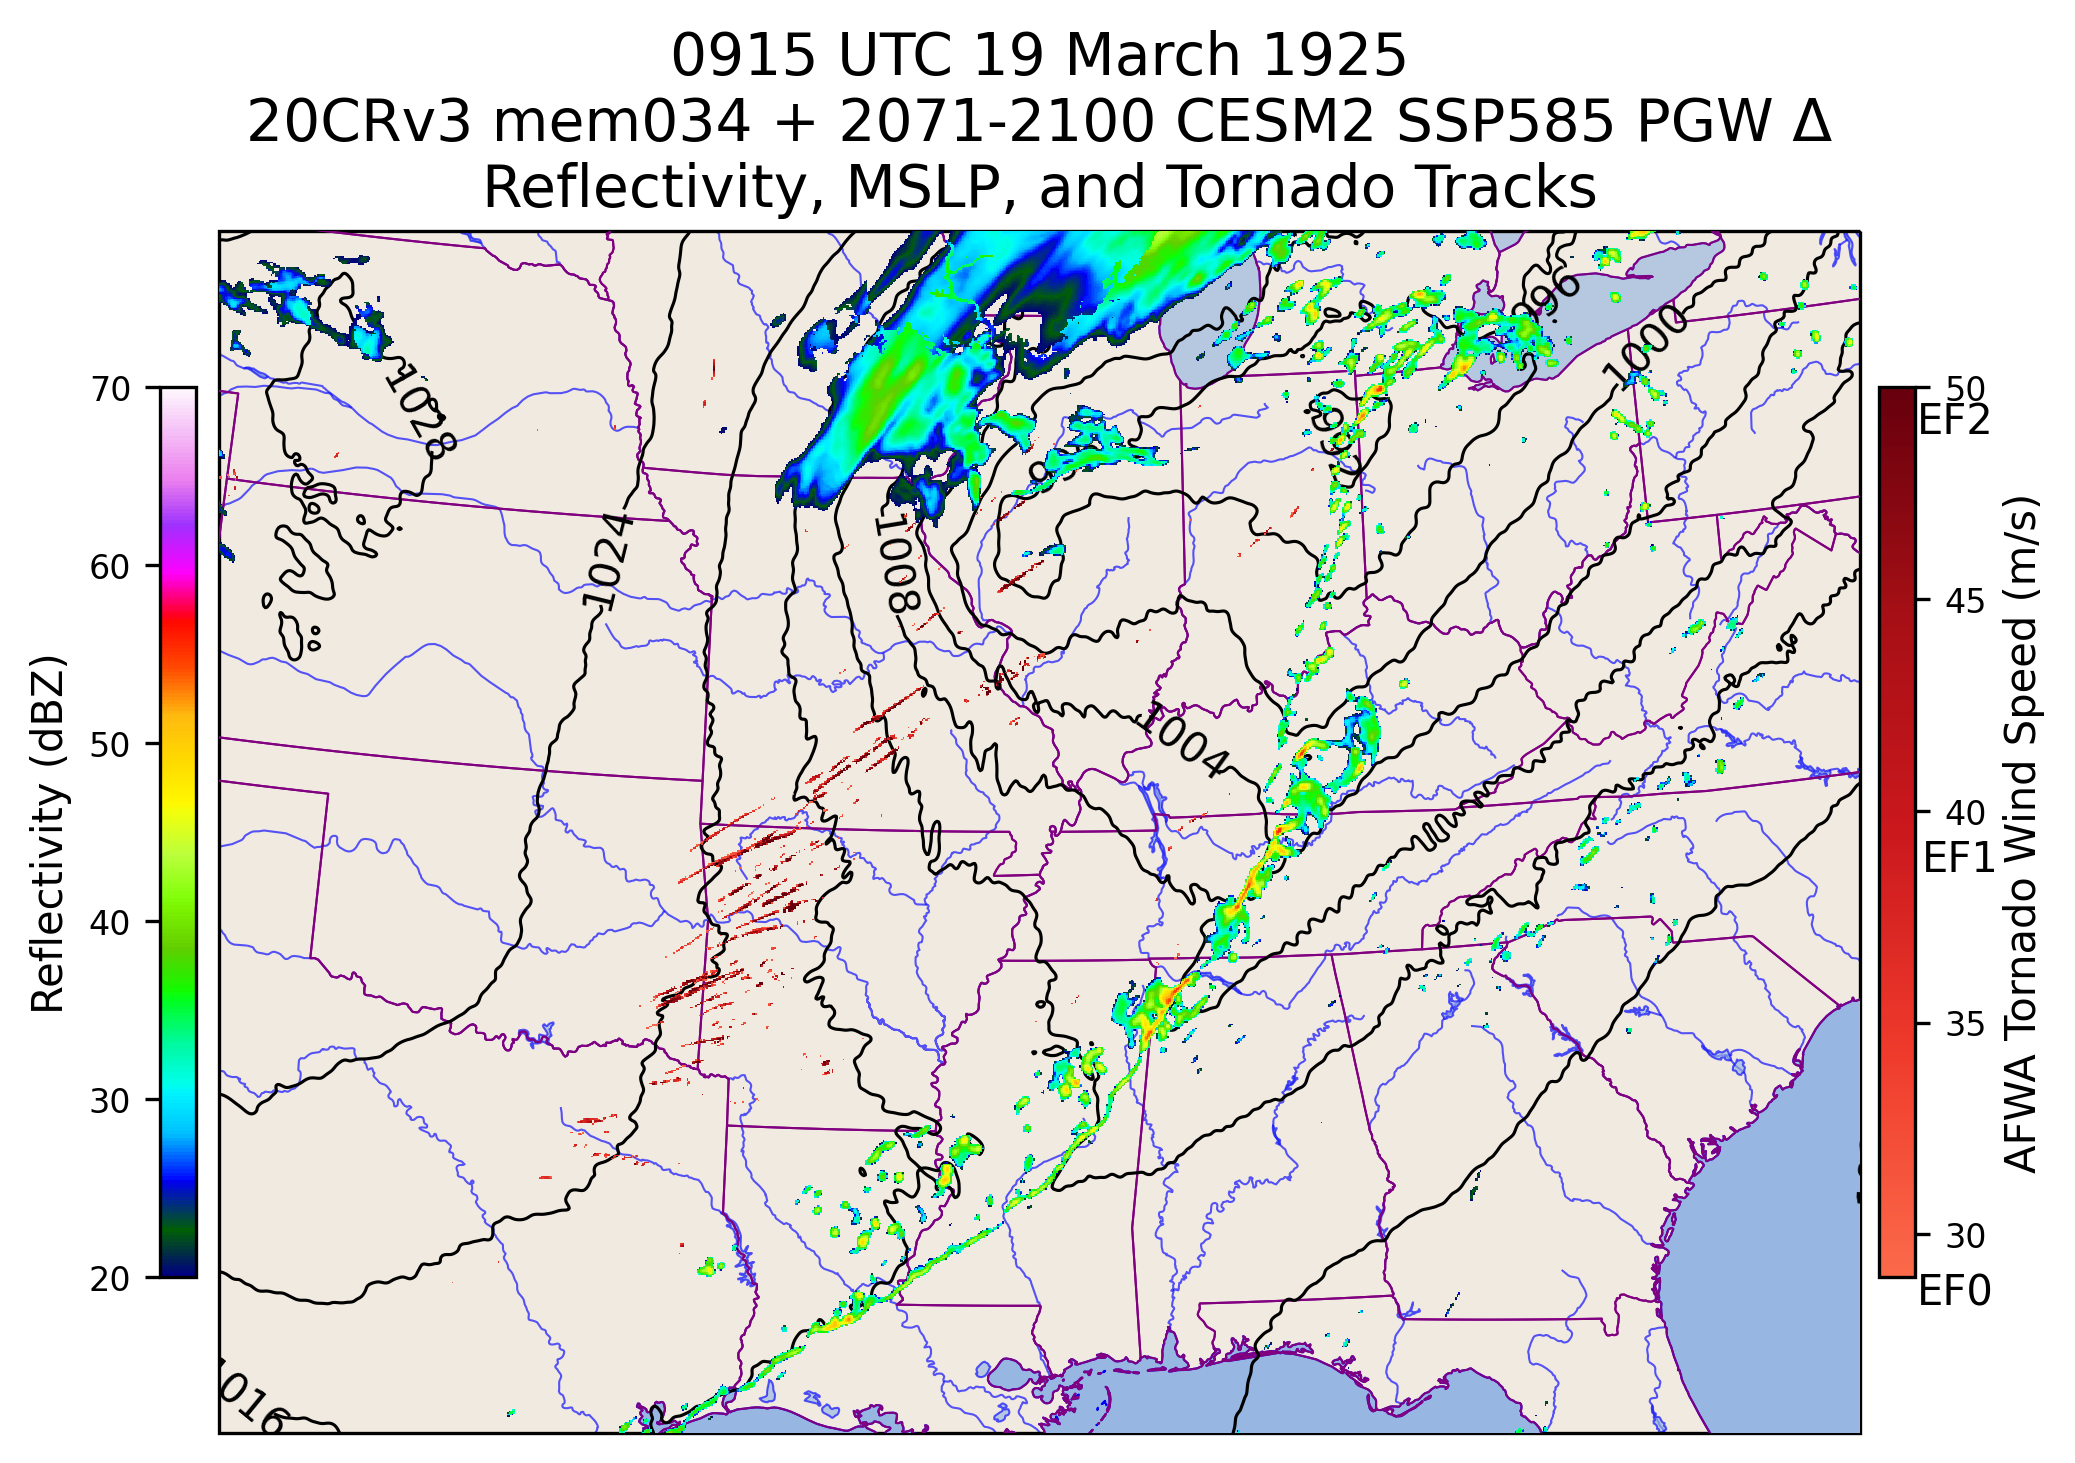 0915 UTC 19 March 1925
20CRv3 mem034 + 2071-2100 CESM2 SSP585 PGW Δ
Reflectivity, MSLP, and Tornado Tracks
70
60
50
40
30
20
Reflectivity (dBZ)
1028
1024
1008
1004
996
1000
992
1016
50
EF2
45
40
EF1
35
30
EF0
AFWA Tornado Wind Speed (m/s)